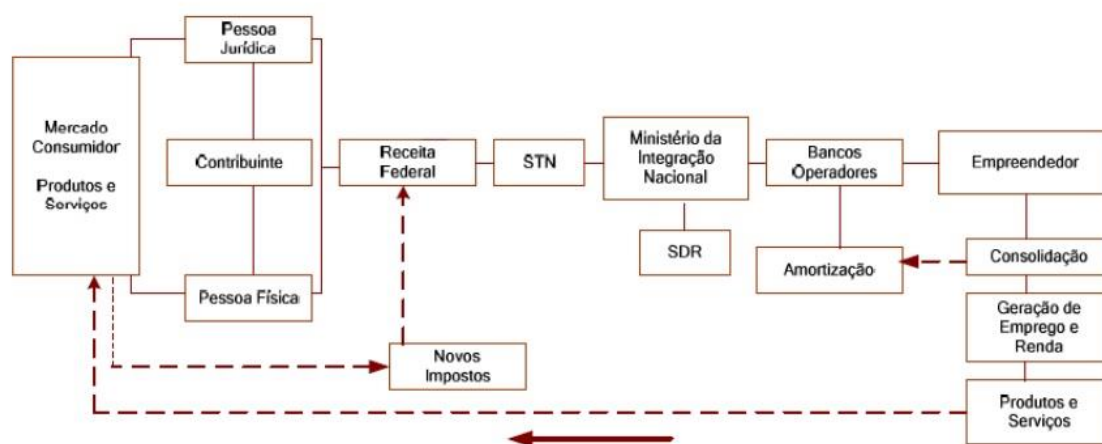 Pessoa
Jurídica
Mercado
Consumidor
Produtos e
Serviços
Contribuinte
Pessoa Física
Receita
Federal
Novos
Impostos
STN
Ministério da
Integração
Nacional
SDR
Bancos
Operadores
Amortização
Empreendedor
Consolidação
Geração de
Emprego e
Renda
Produtos e
Serviços